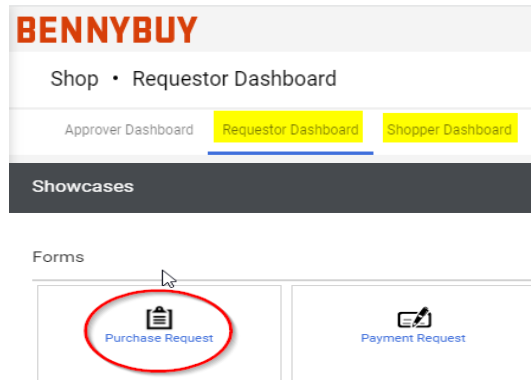 BENNYBUY
Shop • Requestor Dashboard
Approver Dashboard Requestor Dashboard Shopper Dashboard
Showcases
Forms
Purchase Request Payment Request